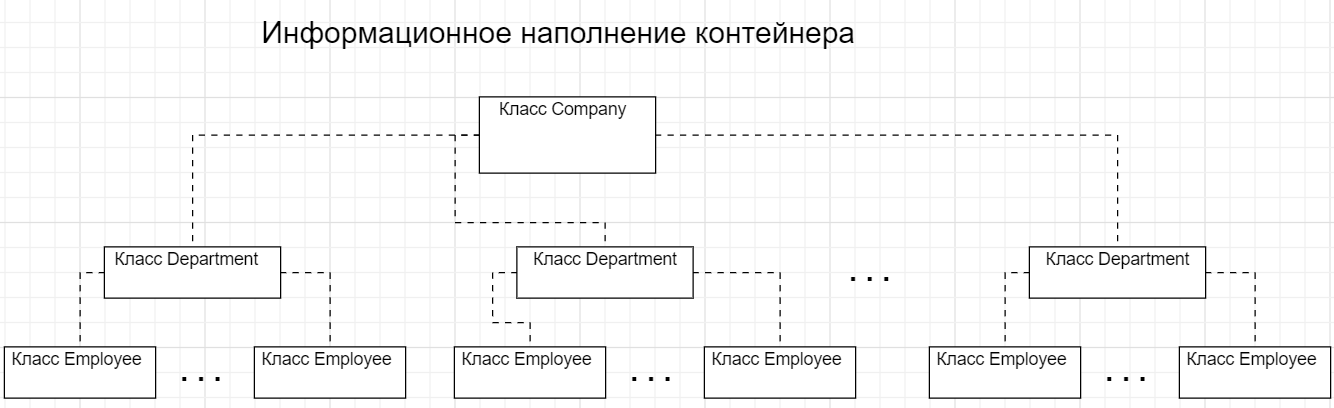 Информационное наполнение контейнера
Класс Company
Класс Department
Класс Department
. . .
Класс Department
Класс Employee
. . .
Класс Employee
Класс Employee
. . .
Класс Employee
Класс Employee
. . .
Класс Employee